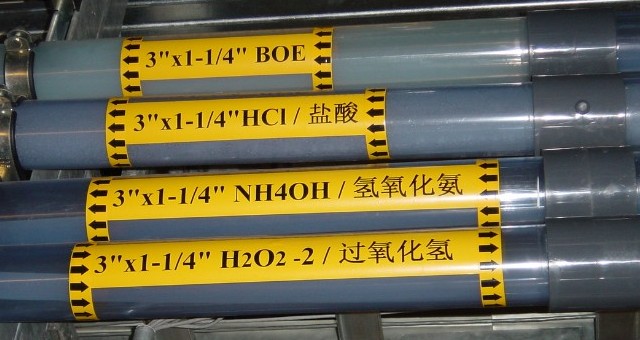 3"x1-1/4" BOE
3"x1-1/4"HCl / 盐酸
3"x1-1/4" NH4OH / 氢氧化氨
3"x1-1/4" H2O2 -2 / 过氧化氢